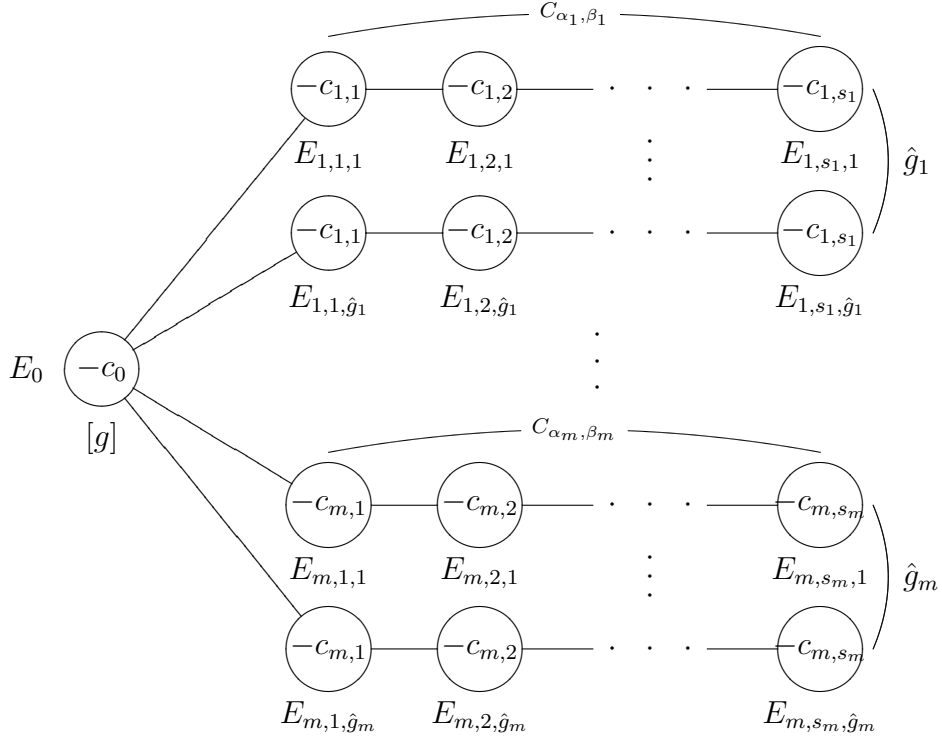 C_{α_1,β_1}
−c_{1,1} −c_{1,2} · · · −c_{1,s_1}
E_{1,1,1} E_{1,2,1} E_{1,s_1,1}
ĝ_1
−c_{1,1} −c_{1,2} · · · −c_{1,s_1}
E_{1,1,ĝ_1} E_{1,2,ĝ_1} E_{1,s_1,ĝ_1}
E_0 −c_0
[g]
C_{α_m,β_m}
−c_{m,1} −c_{m,2} · · · −c_{m,s_m}
E_{m,1,1} E_{m,2,1} E_{m,s_m,1}
ĝ_m
−c_{m,1} −c_{m,2} · · · −c_{m,s_m}
E_{m,1,ĝ_m} E_{m,2,ĝ_m} E_{m,s_m,ĝ_m}